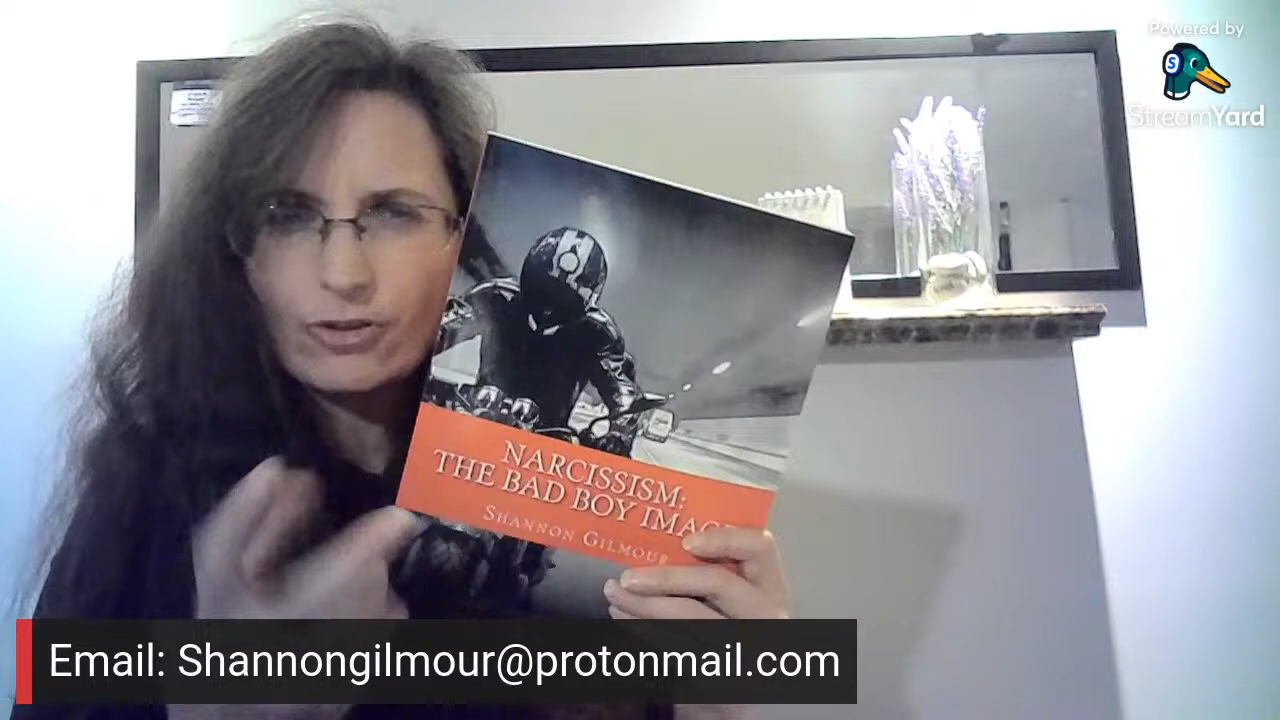 Powered by
S
StreamYard
NARCISSISM:
THE BAD BOY IMAGE
SHANNON GILMOUR
Email: Shannongilmour@protonmail.com